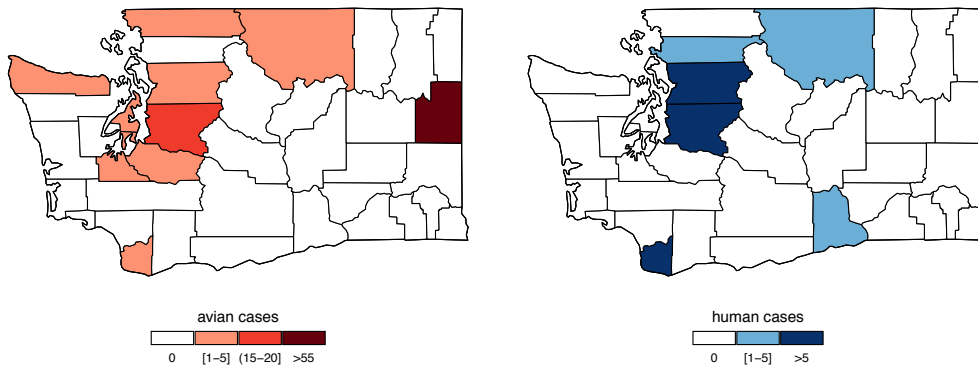 avian cases
0 [1−5] (15−20] >55
human cases
0 [1−5] >5